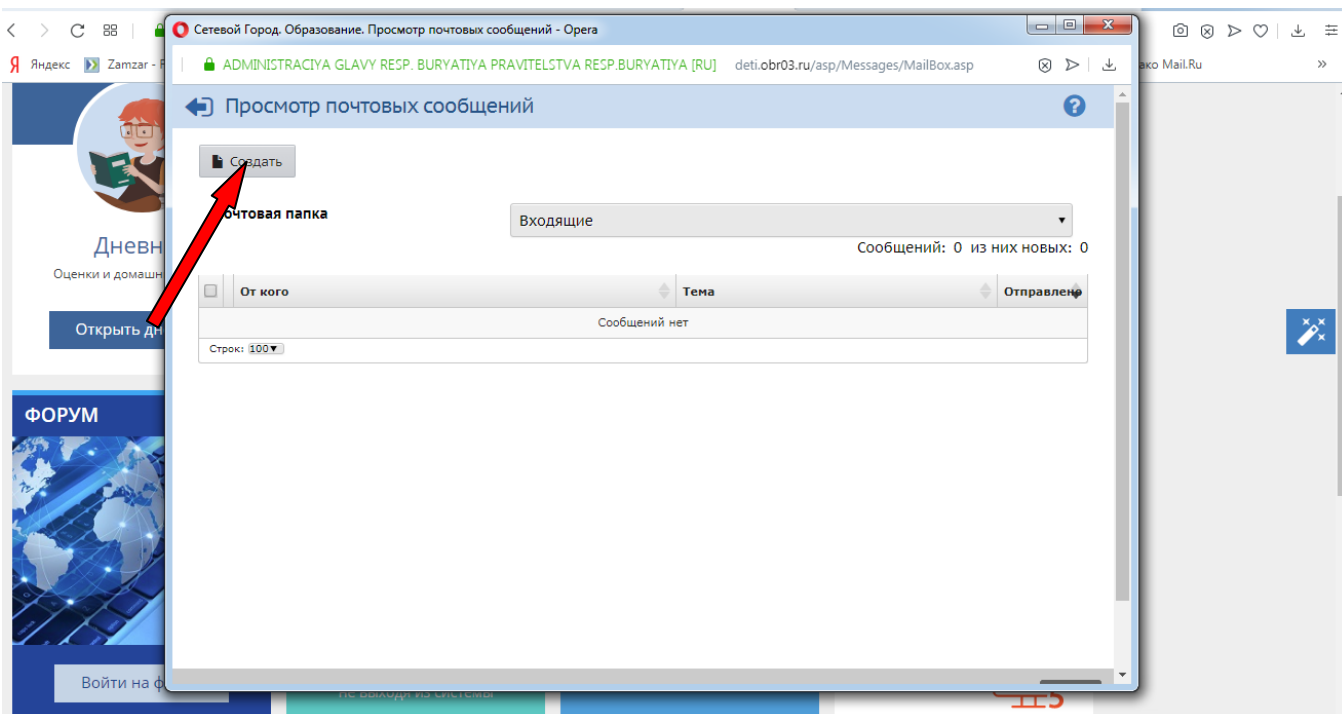 Сетевой Город. Образование. Просмотр почтовых сообщений - Opera
Яндекс Zamzar - F
ADMINISTRACIYA GLAVY RESP. BURYATIYA PRAVITELSTVA RESP.BURYATIYA [RU] deti.obr03.ru/asp/Messages/MailBox.asp
ако Mail.Ru »
Просмотр почтовых сообщений ?
Создать
очтовая папка
Входящие
Сообщений: 0 из них новых: 0
От кого Тема Отправлено
Сообщений нет
Строк: 100▼
Дневн
Оценки и домашн
Открыть дн
ФОРУМ
Войти на ф
не выходя из системы
5